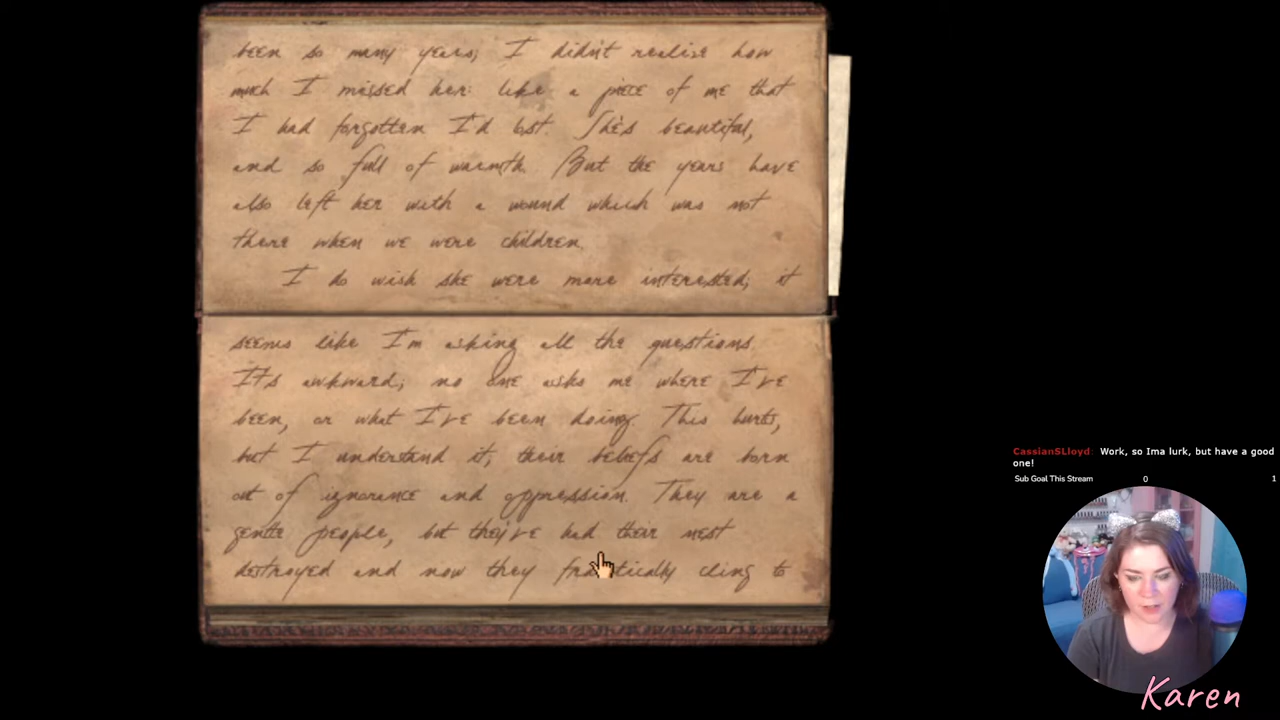 been so many years; I didn't realise how
much I missed her: like a piece of me that
I had forgotten I'd lost. She's beautiful,
and so full of warmth. But the years have
also left her with a wound which was not
there when we were children.
I do wish she were more interested; it
seems like I'm asking all the questions.
It's awkward; no one asks me where I've
been, or what I've been doing. This hurts,
but I understand it; their beliefs are born
out of ignorance and oppression. They are a
gentle people, but they've had their nest
destroyed and now they frantically cling to
CassianSLloyd: Work, so Ima lurk, but have a good
one!
Sub Goal This Stream 0 1
Karen